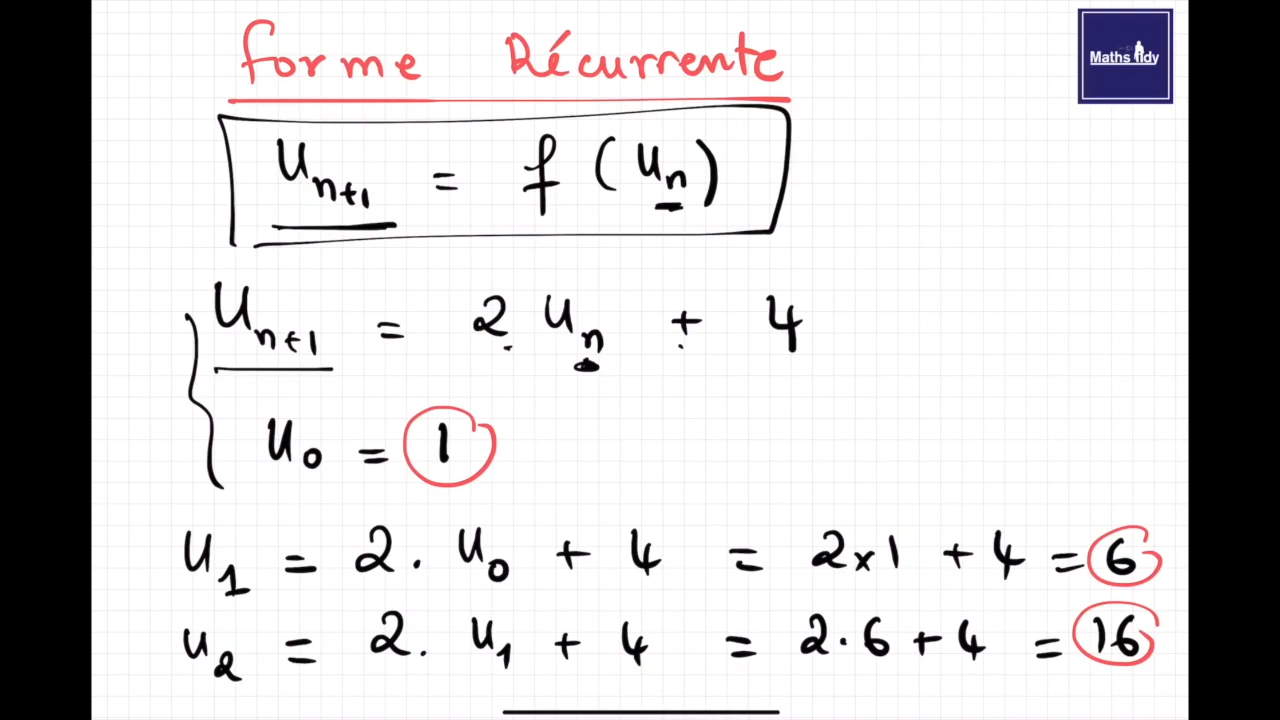 forme Récurrente
Maths idy
Uₙ₊₁ = f (Uₙ)
Uₙ₊₁ = 2 Uₙ + 4
U₀ = 1
U₁ = 2 . U₀ + 4 = 2x1 + 4 = 6
U₂ = 2. U₁ + 4 = 2.6 + 4 = 16